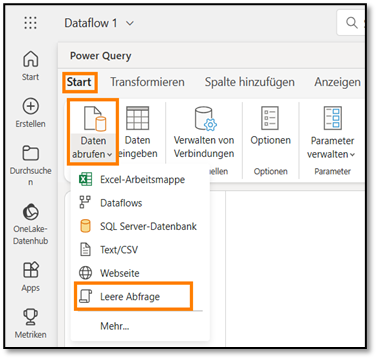 Dataflow 1
Power Query
Start
Transformieren
Spalte hinzufügen
Anzeigen
Start
Erstellen
Durchsuche
n
OneLake-
Datenhub
Apps
Metriken
Daten
abrufen
Daten
eingeben
Verwalten von
Verbindungen
Optionen
Parameter
verwalten
ellen
Optionen
Parameter
Excel-Arbeitsmappe
Dataflows
SQL Server-Datenbank
Text/CSV
Webseite
Leere Abfrage
Mehr...